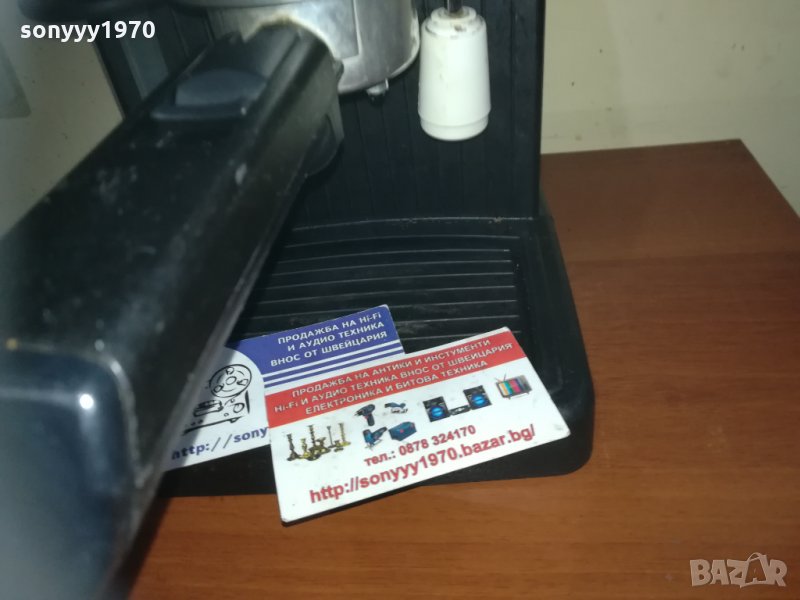 sonyyy1970
sonyyy1970
ПРОДАЖБА НА Hi-Fi
И АУДИО ТЕХНИКА
ВНОС ОТ ШВЕЙЦАРИЯ
http://sony
ПРОДАЖБА НА АНТИКИ И ИНСТУМЕНТИ
Hi-Fi И АУДИО ТЕХНИКА ВНОС ОТ ШВЕЙЦАРИЯ
ЕЛЕКТРОНИКА И БИТОВА ТЕХНИКА
тел.: 0878 324170
http://sonyyy1970.bazar.bg/
BAZAR